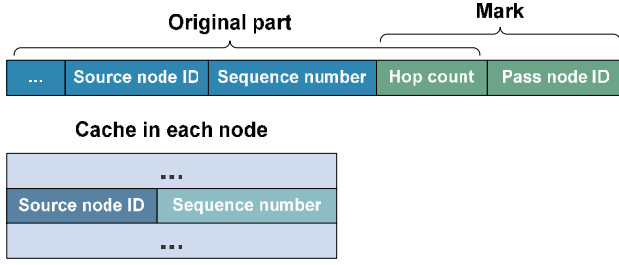 Original part
Mark
... Source node ID Sequence number Hop count Pass node ID
Cache in each node
...
Source node ID Sequence number
...